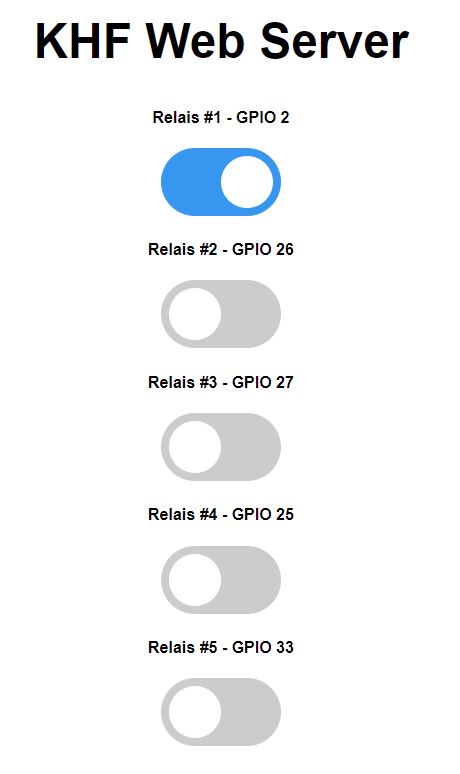 KHF Web Server
Relais #1 - GPIO 2
Relais #2 - GPIO 26
Relais #3 - GPIO 27
Relais #4 - GPIO 25
Relais #5 - GPIO 33